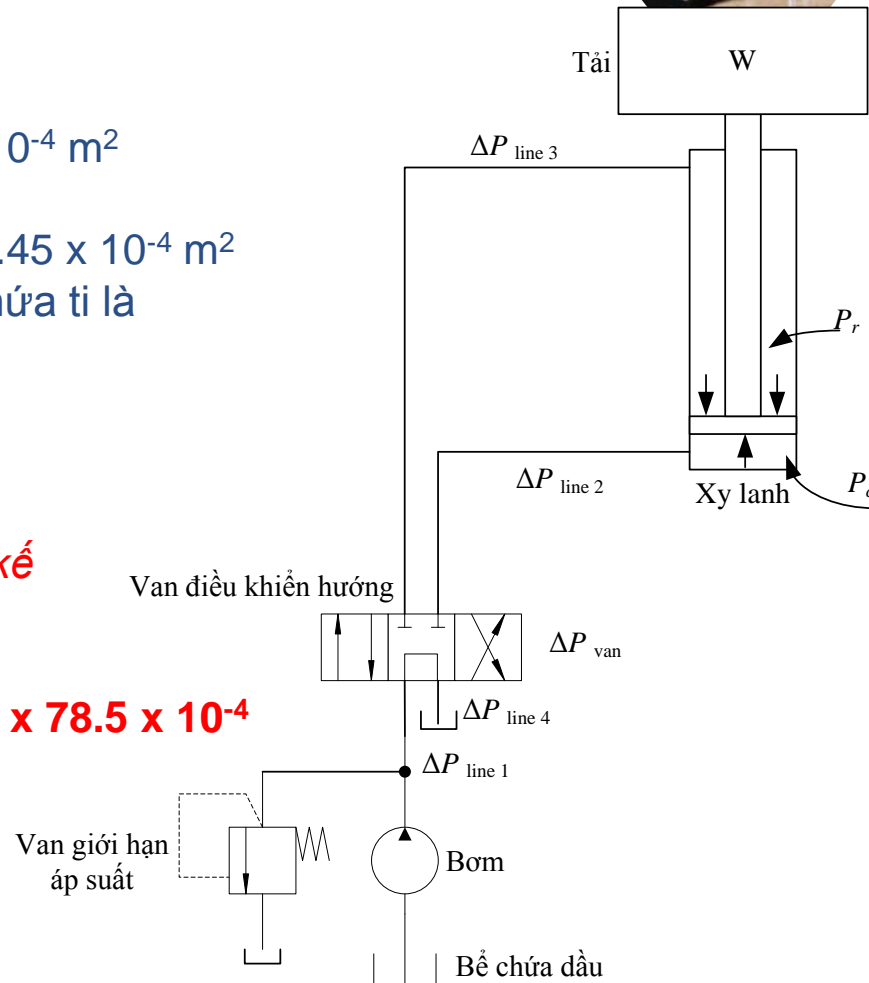 0⁻⁴ m²
.45 x 10⁻⁴ m²
ứa ti là
kế
x 78.5 x 10⁻⁴
Tải
W
ΔP line 3
Pr
ΔP line 2
Xy lanh
Van điều khiển hướng
ΔP van
ΔP line 4
ΔP line 1
Van giới hạn
áp suất
Bơm
Bể chứa dầu